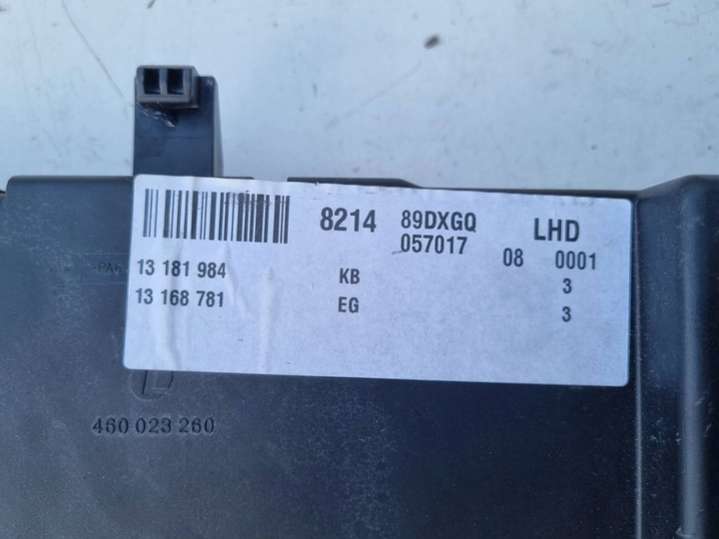 8214 89DXGQ LHD
057017 08 0001
13 181 984 KB 3
13 168 781 EG 3
460 023 260